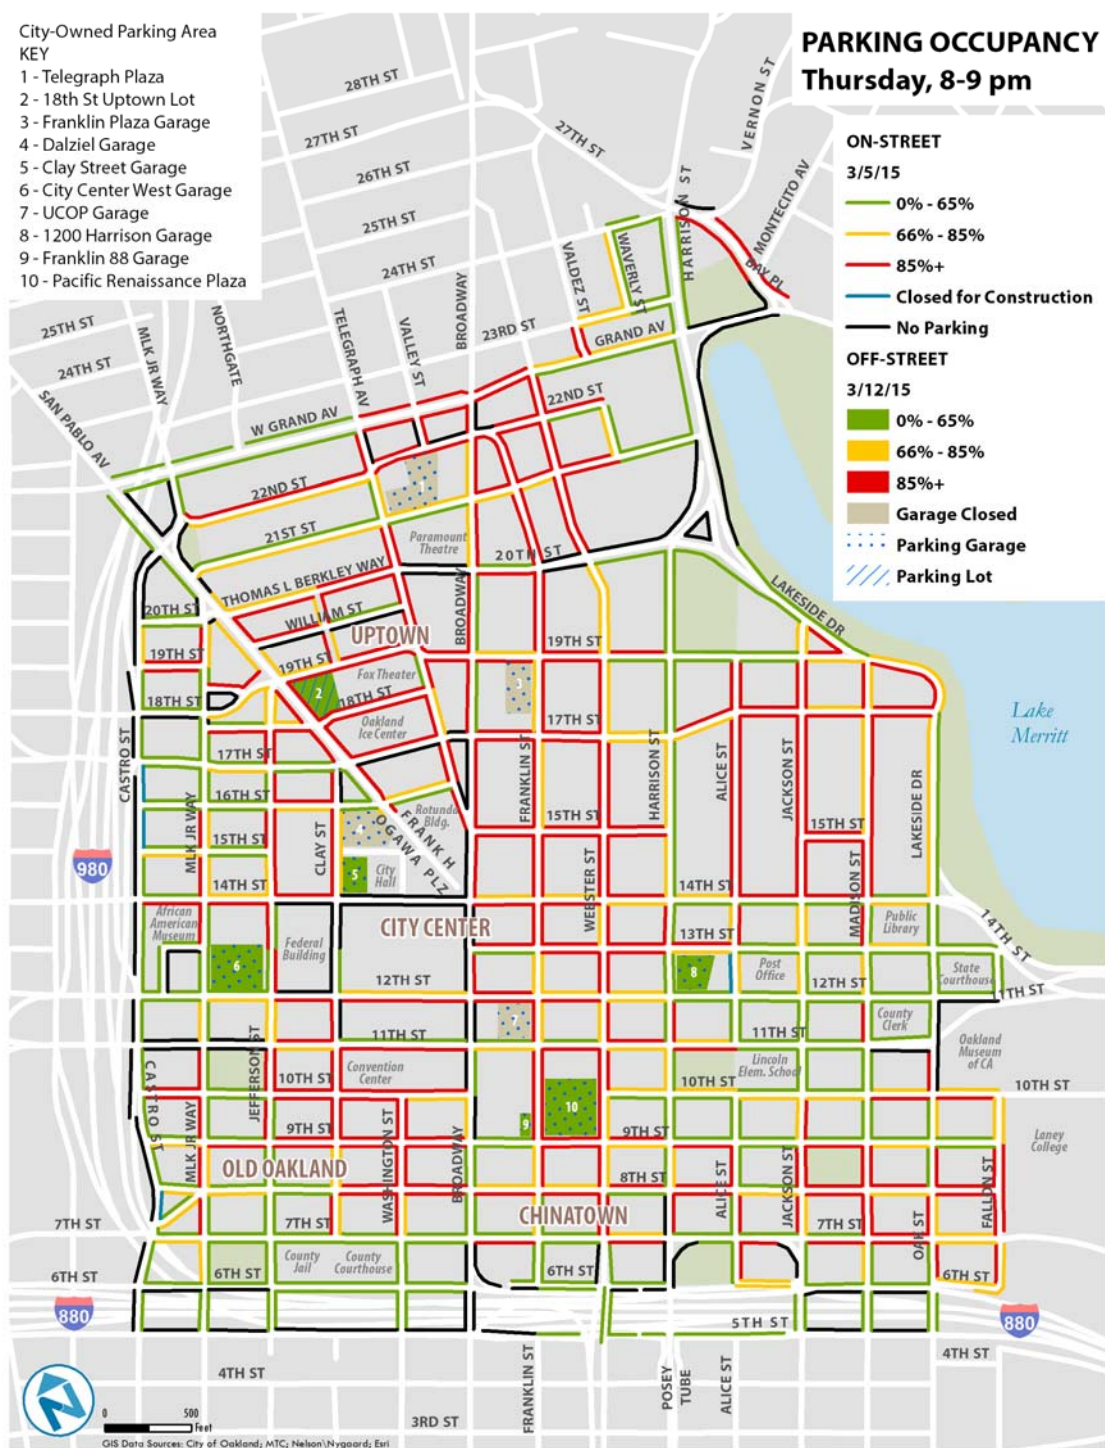 City-Owned Parking Area
KEY
1 - Telegraph Plaza
2 - 18th St Uptown Lot
3 - Franklin Plaza Garage
4 - Dalziel Garage
5 - Clay Street Garage
6 - City Center West Garage
7 - UCOP Garage
8 - 1200 Harrison Garage
9 - Franklin 88 Garage
10 - Pacific Renaissance Plaza
PARKING OCCUPANCY
Thursday, 8-9 pm
ON-STREET
3/5/15
0% - 65%
66% - 85%
85%+
Closed for Construction
No Parking
OFF-STREET
3/12/15
0% - 65%
66% - 85%
85%+
Garage Closed
Parking Garage
Parking Lot
28TH ST
27TH ST
27TH ST
26TH ST
25TH ST
24TH ST
23RD ST
VERNON ST
MONTECITO AV
BAY PL
HARRISON ST
WAVERLY ST
VALDEZ ST
GRAND AV
BROADWAY
VALLEY ST
TELEGRAPH AV
NORTHGATE
MLK JR WAY
25TH ST
24TH ST
SAN PABLO AV
W GRAND AV
22ND ST
22ND ST
21ST ST
1
Paramount
Theatre
20TH ST
THOMAS L BERKLEY WAY
WILLIAM ST
UPTOWN
BROADWAY
LAKESIDE DR
20TH ST
19TH ST
19TH ST
19TH ST
Fox Theater
2
18TH ST
18TH ST
3
Oakland
Ice Center
17TH ST
17TH ST
Lake
Merritt
CASTRO ST
FRANKLIN ST
HARRISON ST
ALICE ST
JACKSON ST
LAKESIDE DR
16TH ST
MLK JR WAY
15TH ST
CLAY ST
4
Rotunda
Bldg.
FRANK H
OGAWA PLZ
15TH ST
15TH ST
980
14TH ST
5
City
Hall
WEBSTER ST
14TH ST
MADISON ST
14TH ST
African
American
Museum
CITY CENTER
13TH ST
Public
Library
Federal
Building
6
12TH ST
8
Post
Office
12TH ST
State
Courthouse
11TH ST
7
11TH ST
11TH ST
County
Clerk
JEFFERSON ST
Oakland
Museum
of CA
CASTRO ST
10TH ST
Convention
Center
10TH ST
Lincoln
Elem. School
10TH ST
10
9
MLK JR WAY
9TH ST
WASHINGTON ST
BROADWAY
9TH ST
Laney
College
OLD OAKLAND
8TH ST
ALICE ST
JACKSON ST
FALLON ST
7TH ST
7TH ST
CHINATOWN
7TH ST
OAK ST
6TH ST
6TH ST
County
Jail
County
Courthouse
6TH ST
6TH ST
880
5TH ST
880
4TH ST
4TH ST
FRANKLIN ST
POSEY
TUBE
ALICE ST
3RD ST
0
500
Feet
GIS Data Sources: City of Oakland; MTC; Nelson\Nygaard; Esri